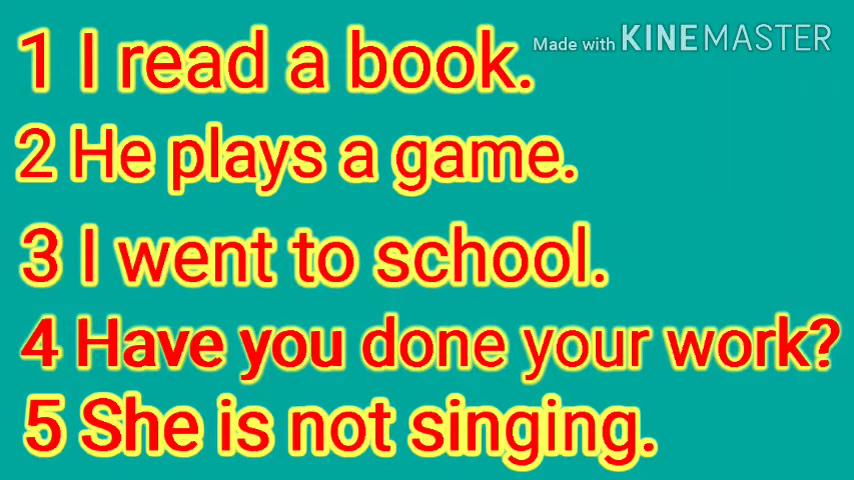 Made with KINEMASTER
1 I read a book.
2 He plays a game.
3 I went to school.
4 Have you done your work?
5 She is not singing.